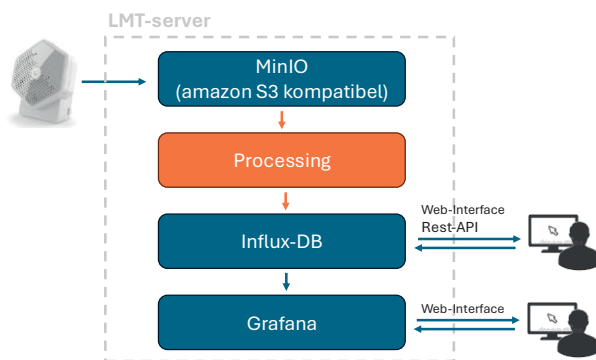 LMT-server
MinIO
(amazon S3 kompatibel)
Processing
Influx-DB
Web-Interface
Rest-API
Grafana
Web-Interface